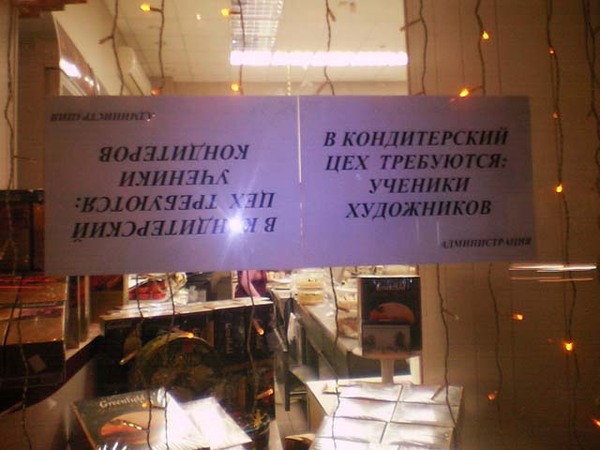 В КОНДИТЕРСКИЙ
ЦЕХ ТРЕБУЮТСЯ:
УЧЕНИКИ
КОНДИТЕРОВ
АДМИНИСТРАЦИЯ
В КОНДИТЕРСКИЙ
ЦЕХ ТРЕБУЮТСЯ:
УЧЕНИКИ
ХУДОЖНИКОВ
АДМИНИСТРАЦИЯ
Greenfield